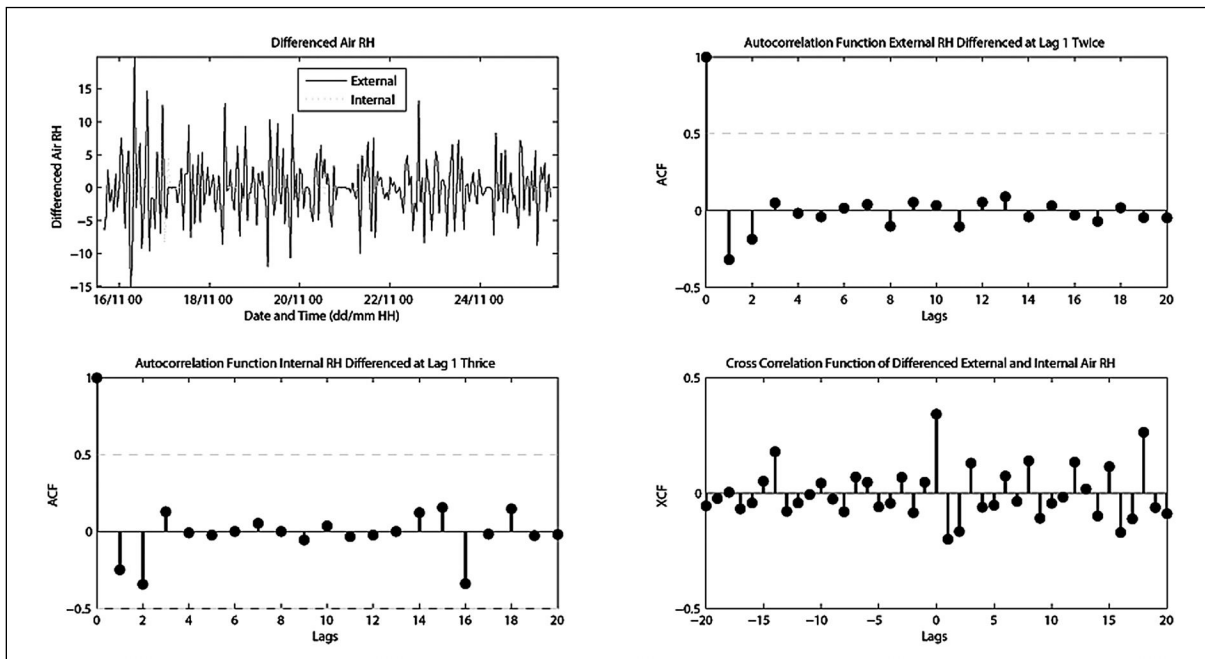 Differenced Air RH
External
Internal
Differenced Air RH
15
10
5
0
−5
−10
−15
16/11 00 18/11 00 20/11 00 22/11 00 24/11 00
Date and Time (dd/mm HH)
Autocorrelation Function External RH Differenced at Lag 1 Twice
ACF
1
0.5
0
−0.5
0 2 4 6 8 10 12 14 16 18 20
Lags
Autocorrelation Function Internal RH Differenced at Lag 1 Thrice
ACF
1
0.5
0
−0.5
0 2 4 6 8 10 12 14 16 18 20
Lags
Cross Correlation Function of Differenced External and Internal Air RH
XCF
0.5
0
−0.5
−20 −15 −10 −5 0 5 10 15 20
Lags